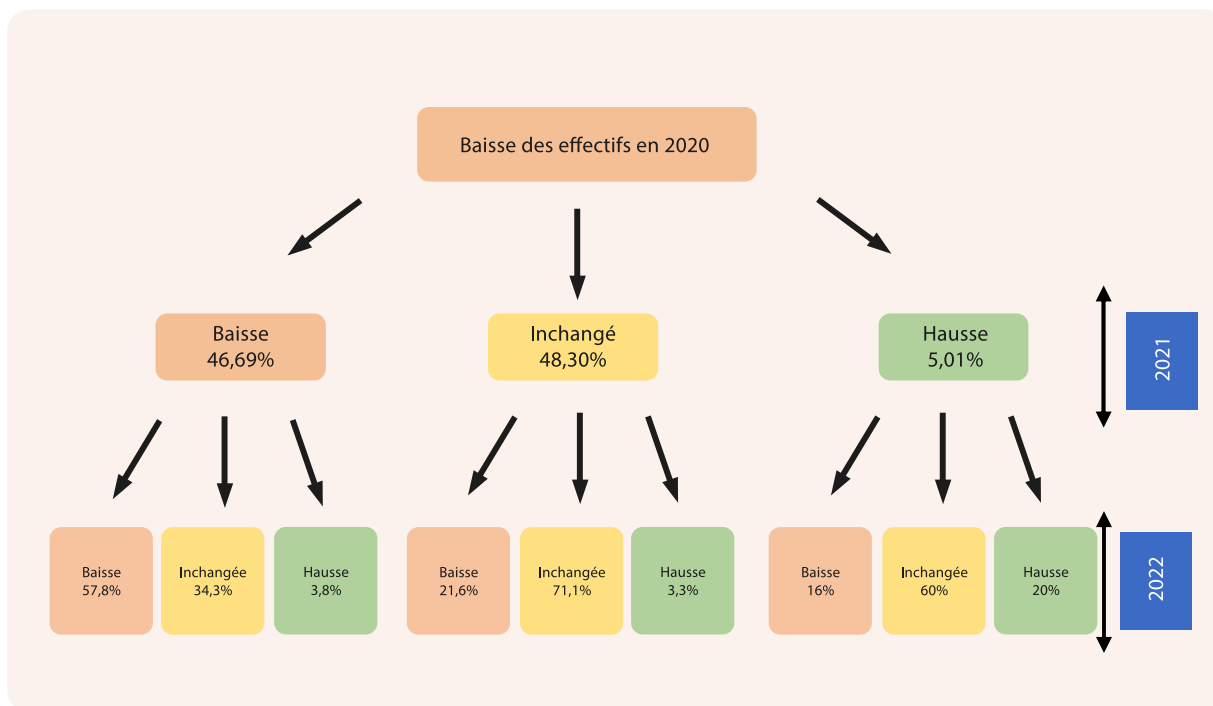 Baisse des effectifs en 2020
Baisse
46,69%
Inchangé
48,30%
Hausse
5,01%
2021
Baisse
57,8%
Inchangée
34,3%
Hausse
3,8%
Baisse
21,6%
Inchangée
71,1%
Hausse
3,3%
Baisse
16%
Inchangée
60%
Hausse
20%
2022